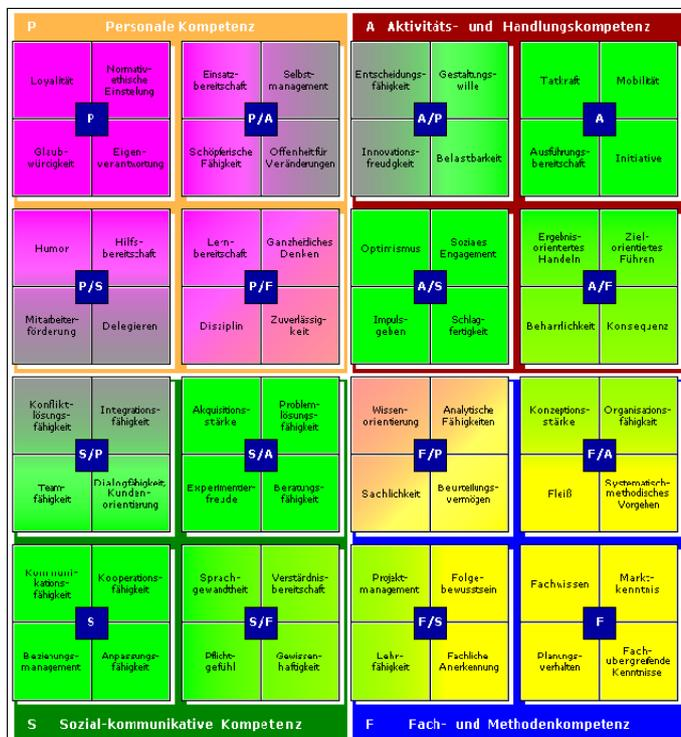 P Personale Kompetenz
A Aktivitäts- und Handlungskompetenz
Loyalität
Normativ-
ethische
Einstelung
P
Glaub-
würcigkeit
Eigen-
verantwortung
Einsatz-
bereitschaft
Selbst-
management
P/A
Schöpferische
Fähigkeit
Offenheit für
Veränderungen
Entscheidungs-
fähigkeit
Gestaltungs-
wille
A/P
Innovations-
freudgkeit
Belastbarkeit
Tatkraft
Mobilität
A
Ausführungs-
bereitschaft
Initiative
Humor
Hilfs-
bereitschaft
P/S
Mitarbeiter-
förderung
Delegieren
Lern-
bereitschaft
Ganzheitliches
Denken
P/F
Disziplin
Zuverlässig-
keit
Optimismus
Soziaes
Engagement
A/S
Impuls-
geben
Schlag-
fertigkeit
Ergebnis-
orientertes
Handeln
Ziel-
orientiertes
Führen
A/F
Beharrlichkeit
Konsequenz
Konflikt-
lösungs-
fähigkeit
Integrations-
fähigkeit
S/P
Team-
fähigkeit
Dialogfähigkeit,
Kunden-
orientierung
Akquisitions-
stärke
Problem-
lösungs-
fähigkeit
S/A
Experimentier-
freude
Beratungs-
fähigkeit
Wissen-
orientierung
Analytische
Fähigkeiten
F/P
Sachlichkeit
Beurteilungs-
vermögen
Konzeptions-
stärke
Organisations-
fähigkeit
F/A
Fleiß
Systematisch-
methodisches
Vorgehen
Kommuni-
kations-
fähigkeit
Kooperations-
fähigkeit
S
Beziehungs-
management
Anpassungs-
fähigkeit
Sprach-
gewandtheit
Verständnis-
bereitschaft
S/F
Pflicht-
gefühl
Gewissen-
haftigkeit
Projekt-
management
Folge-
bewusstsein
F/S
Lehr-
fähigkeit
Fachliche
Anerkennung
Fachwissen
Markt-
kenntnis
F
Planungs-
verhalten
Fach-
übergreifende
Kenntnisse
S Sozial-kommunikative Kompetenz
F Fach- und Methodenkompetenz